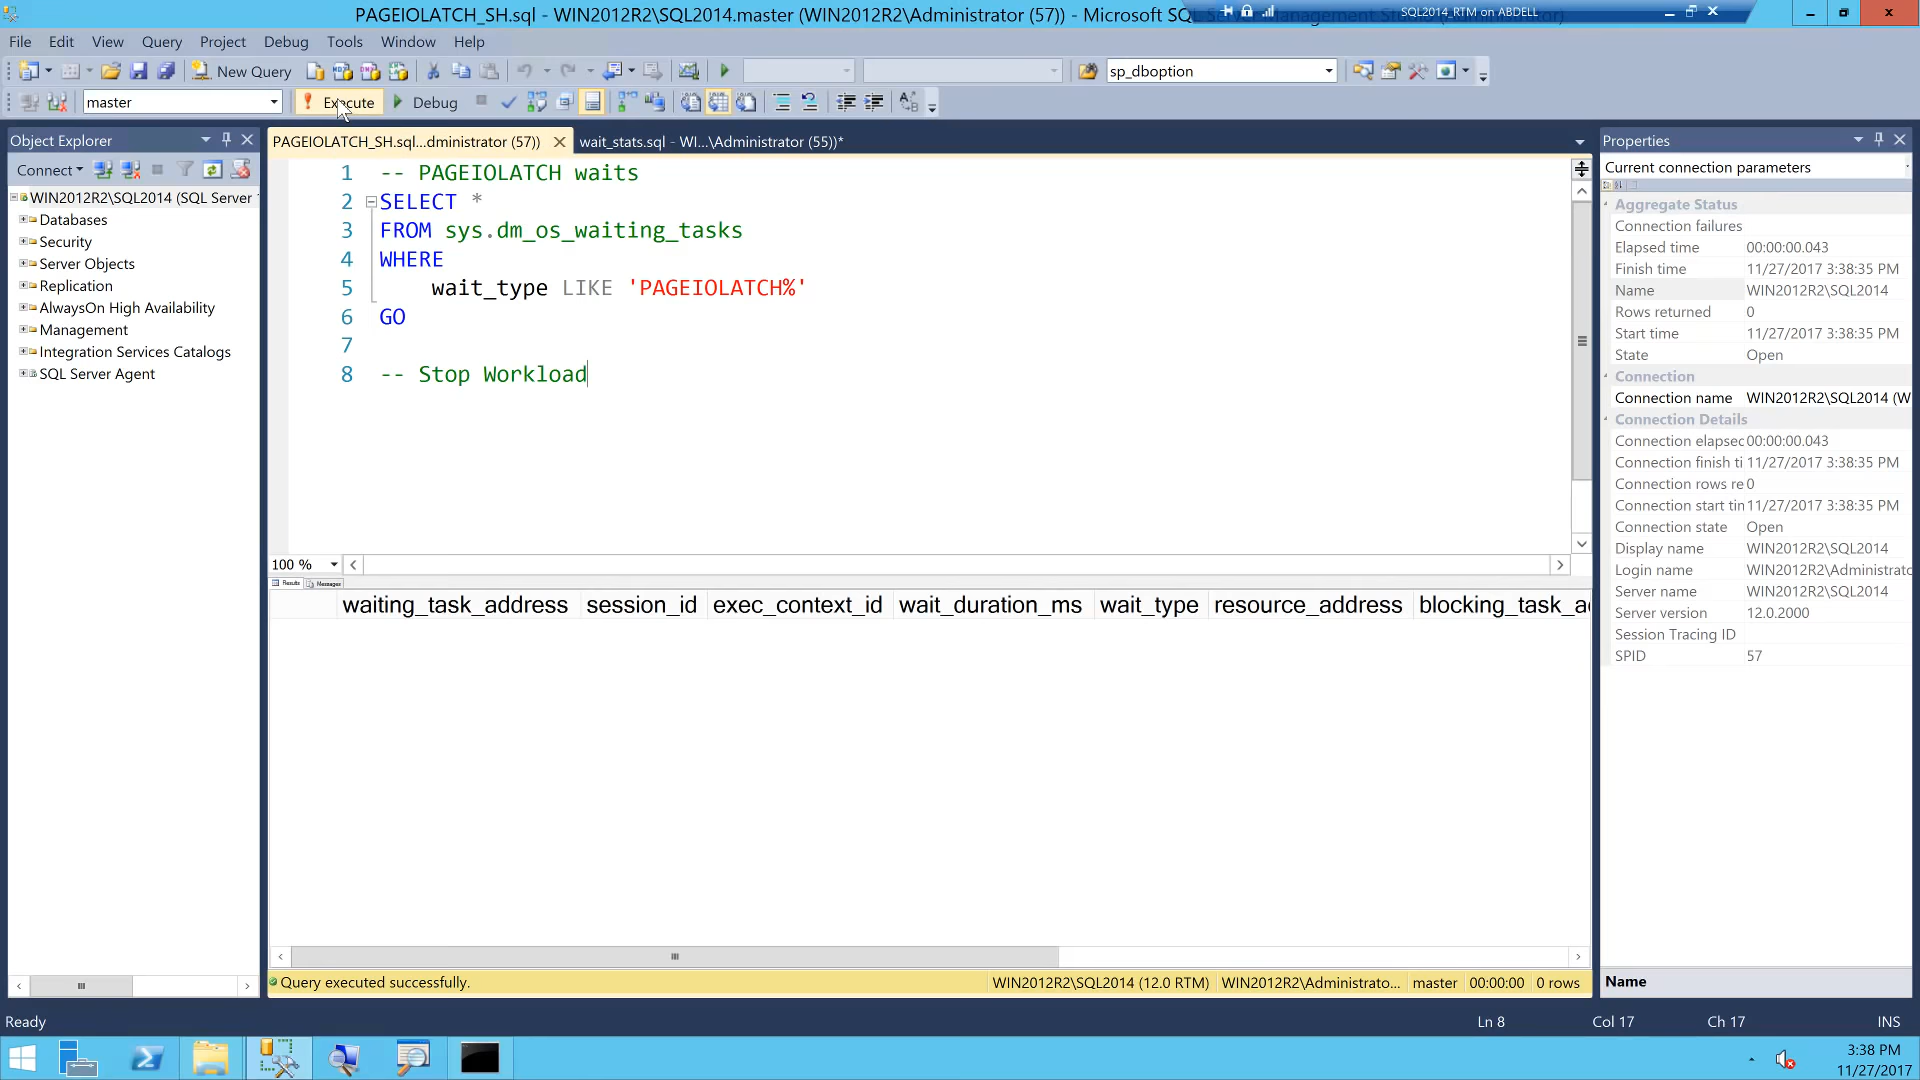 PAGEIOLATCH_SH.sql - WIN2012R2\SQL2014.master (WIN2012R2\Administrator (57)) - Microsoft SQL
SQL2014_RTM on ABDELL
File Edit View Query Project Debug Tools Window Help
New Query
sp_dboption
master
Execute
Debug
Object Explorer
PAGEIOLATCH_SH.sql...dministrator (57))
wait_stats.sql - WI...\Administrator (55))*
Properties
Connect
Current connection parameters
WIN2012R2\SQL2014 (SQL Server
Databases
Security
Server Objects
Replication
AlwaysOn High Availability
Management
Integration Services Catalogs
SQL Server Agent
1 -- PAGEIOLATCH waits
2 SELECT *
3 FROM sys.dm_os_waiting_tasks
4 WHERE
5 wait_type LIKE 'PAGEIOLATCH%'
6 GO
7
8 -- Stop Workload
100 %
Results Messages
waiting_task_address session_id exec_context_id wait_duration_ms wait_type resource_address blocking_task_a
Query executed successfully.
WIN2012R2\SQL2014 (12.0 RTM) WIN2012R2\Administrato... master 00:00:00 0 rows
Aggregate Status
Connection failures
Elapsed time 00:00:00.043
Finish time 11/27/2017 3:38:35 PM
Name WIN2012R2\SQL2014
Rows returned 0
Start time 11/27/2017 3:38:35 PM
State Open
Connection
Connection name WIN2012R2\SQL2014 (W
Connection Details
Connection elapsec 00:00:00.043
Connection finish ti 11/27/2017 3:38:35 PM
Connection rows re 0
Connection start tin 11/27/2017 3:38:35 PM
Connection state Open
Display name WIN2012R2\SQL2014
Login name WIN2012R2\Administratc
Server name WIN2012R2\SQL2014
Server version 12.0.2000
Session Tracing ID
SPID 57
Name
Ready
Ln 8 Col 17 Ch 17 INS
3:38 PM
11/27/2017